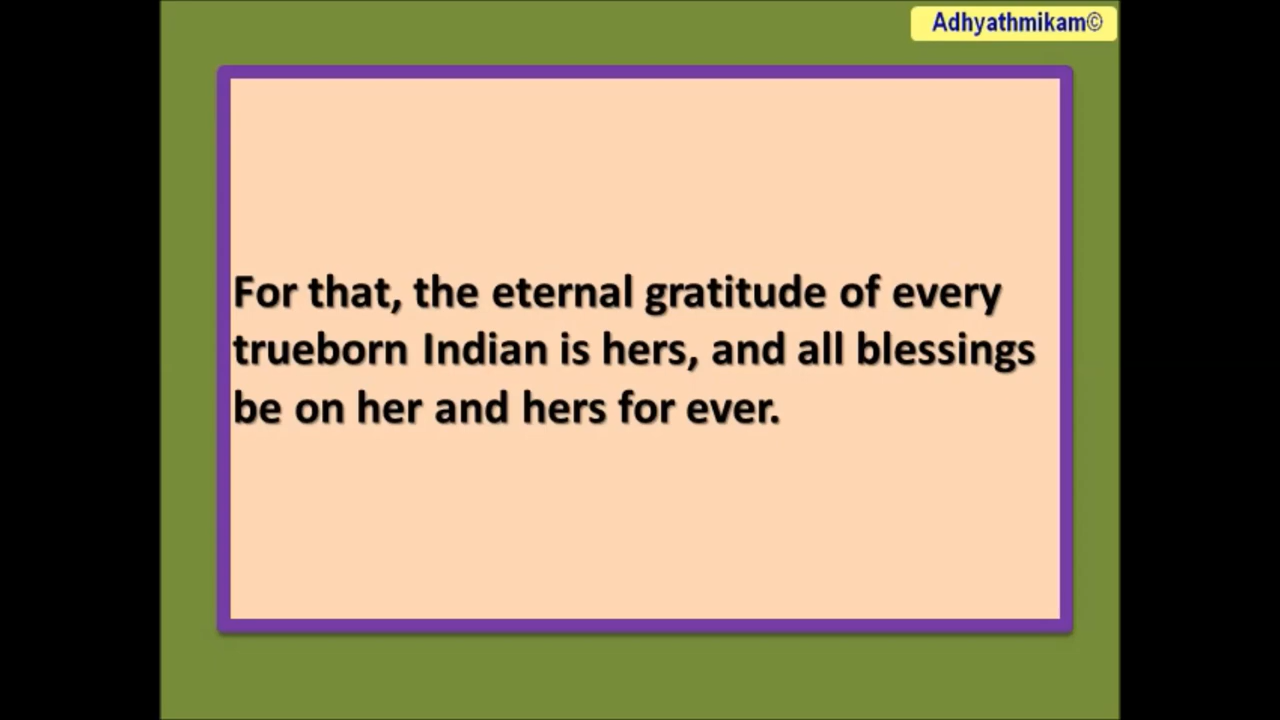 Adhyathmikam©
For that, the eternal gratitude of every
trueborn Indian is hers, and all blessings
be on her and hers for ever.